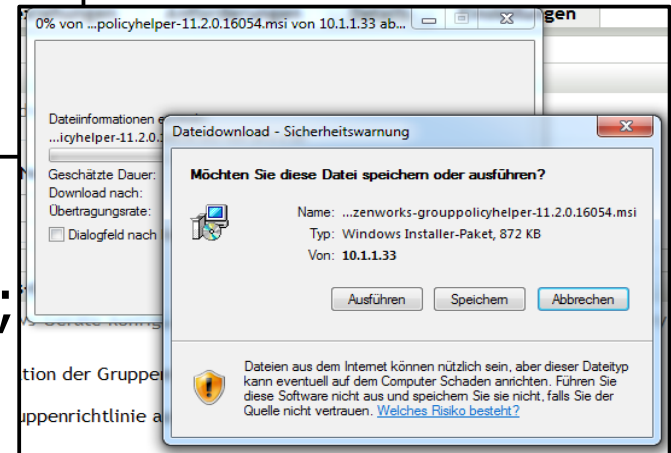 gen
0% von ...policyhelper-11.2.0.16054.msi von 10.1.1.33 ab...
Dateiinformationen
...icyhelper-11.2.0.
Geschätzte Dauer:
Download nach:
Übertragungsrate:
Dialogfeld nach
Dateidownload - Sicherheitswarnung
Möchten Sie diese Datei speichern oder ausführen?
Name: ...zenworks-grouppolicyhelper-11.2.0.16054.msi
Typ: Windows Installer-Paket, 872 KB
Von: 10.1.1.33
Ausführen Speichern Abbrechen
Dateien aus dem Internet können nützlich sein, aber dieser Dateityp
kann eventuell auf dem Computer Schaden anrichten. Führen Sie
diese Software nicht aus und speichern Sie sie nicht, falls Sie der
Quelle nicht vertrauen. Welches Risiko besteht?
tion der Gruppe
uppenrichtlinie a